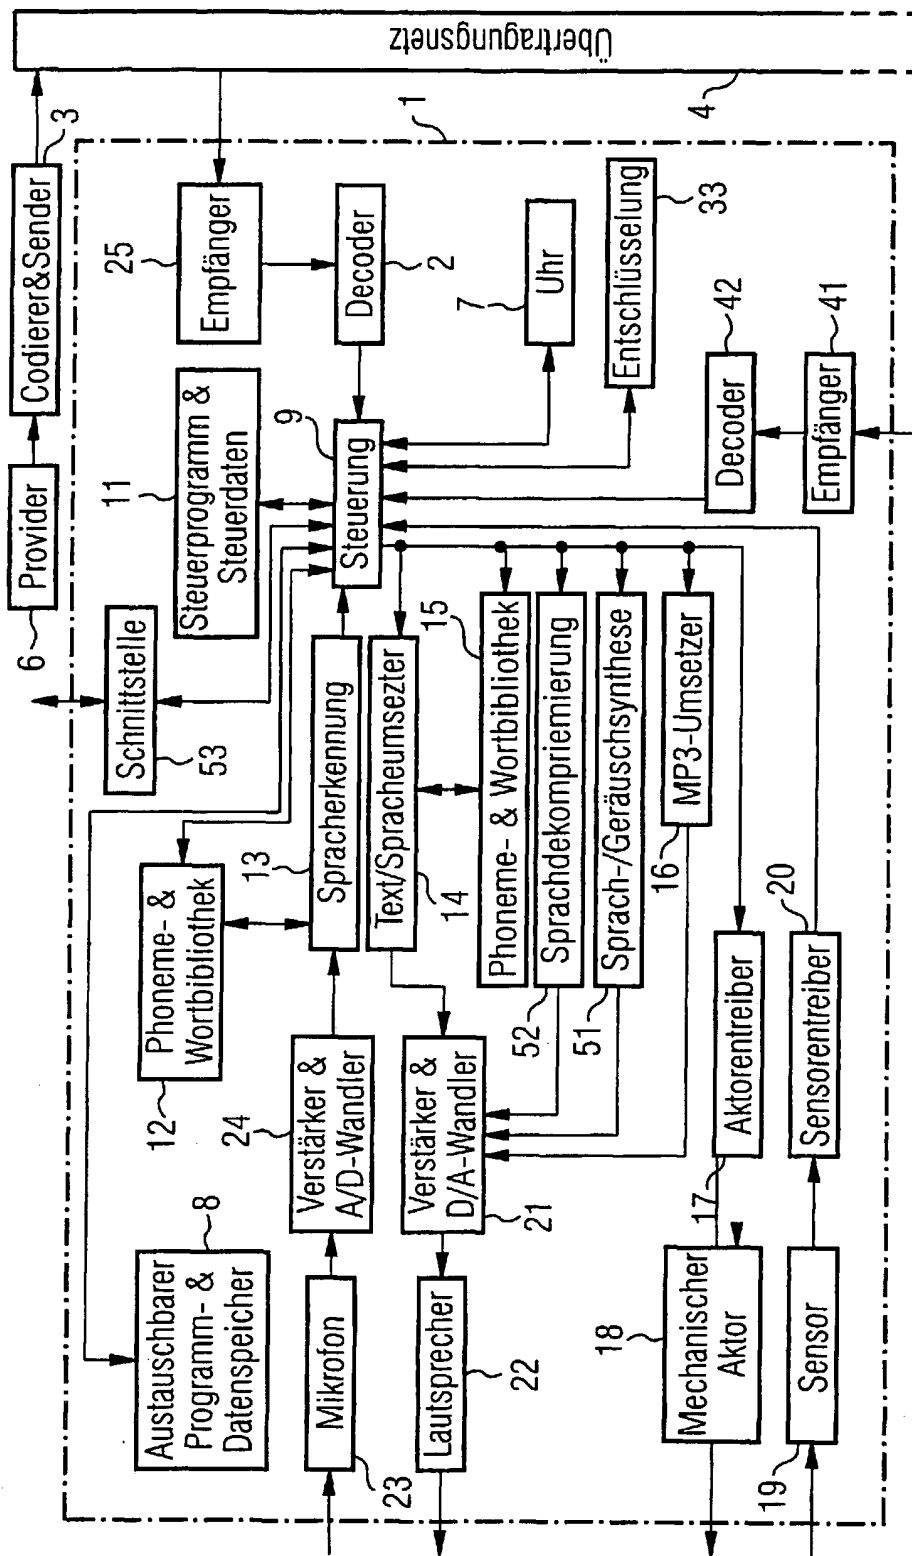 6
Provider
Codierer&Sender
3
Übertragungsnetz
4
1
Schnittstelle
53
11
Steuerprogramm &
Steuerdaten
25
Empfänger
Decoder
2
9
Steuerung
7
Uhr
Entschlüsselung
33
Decoder
42
Empfänger
41
8
Austauschbarer
Programm- &
Datenspeicher
12
Phoneme- &
Wortbibliothek
13
Spracherkennung
Text/Spracheumsezter
14
15
Phoneme- & Wortbibliothek
Sprachdekompriemierung
52
Sprach-/Geräuschsynthese
51
MP3-Umsetzer
16
24
Verstärker &
A/D-Wandler
Verstärker &
D/A-Wandler
21
Mikrofon
23
Lautsprecher
22
17
Aktorentreiber
18
Mechanischer
Aktor
20
Sensorentreiber
19
Sensor